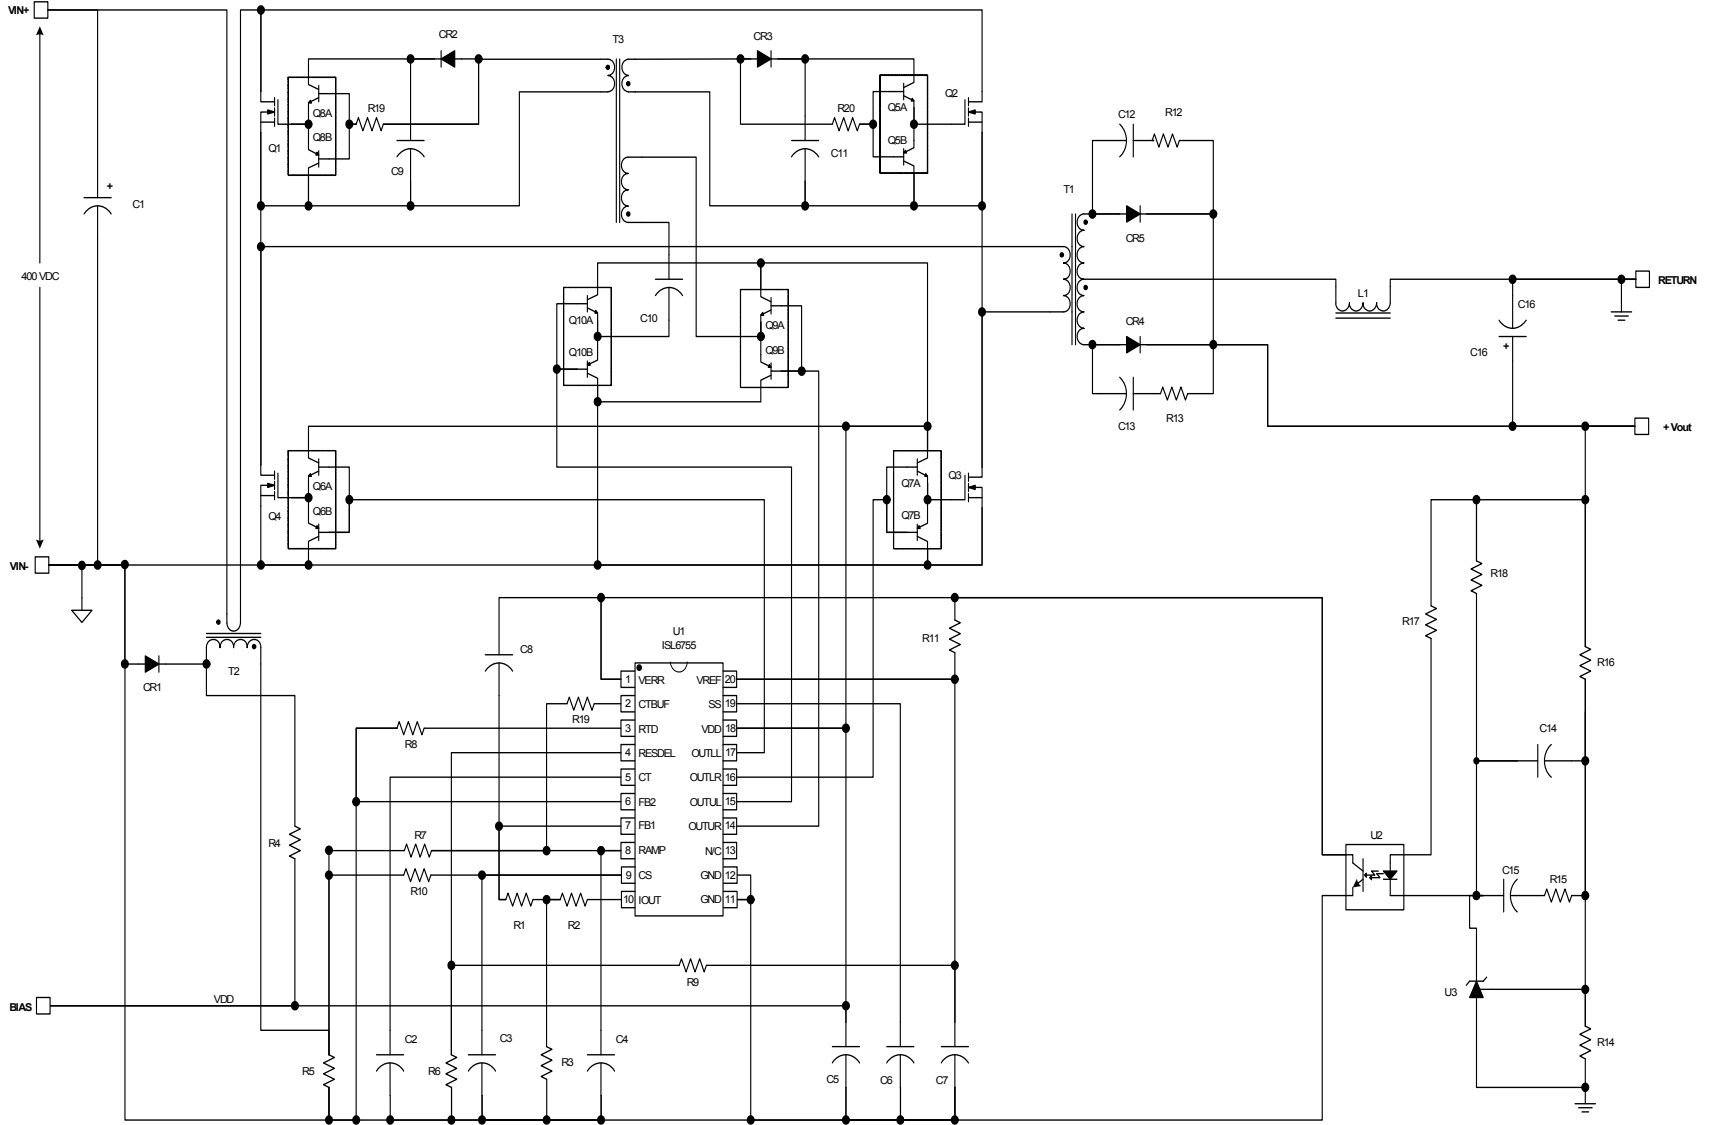 VIN+
CR2
T3
CR3
Q8A
R19
Q8B
Q1
C9
R20
Q5A
Q5B
Q2
C11
C12
R12
C1
T1
CR5
400 VDC
RETURN
L1
C16
C16
C10
Q10A
Q10B
Q9A
Q9B
CR4
C13
R13
+ Vout
Q6A
Q6B
Q4
Q7A
Q7B
Q3
VIN-
R18
R17
R16
U1
ISL6755
R11
C8
CR1
T2
1 VERR
VREF 20
2 CTBUF
SS 19
R19
3 RTD
VDD 18
R8
4 RESDEL
OUTLL 17
5 CT
OUTLR 16
6 FB2
OUTUL 15
7 FB1
OUTUR 14
8 RAMP
N/C 13
9 CS
GND 12
10 IOUT
GND 11
C14
R4
R7
R10
R1
R2
U2
C15
R15
R9
U3
BIAS
VDD
R14
R5
C2
R6
C3
R3
C4
C5
C6
C7